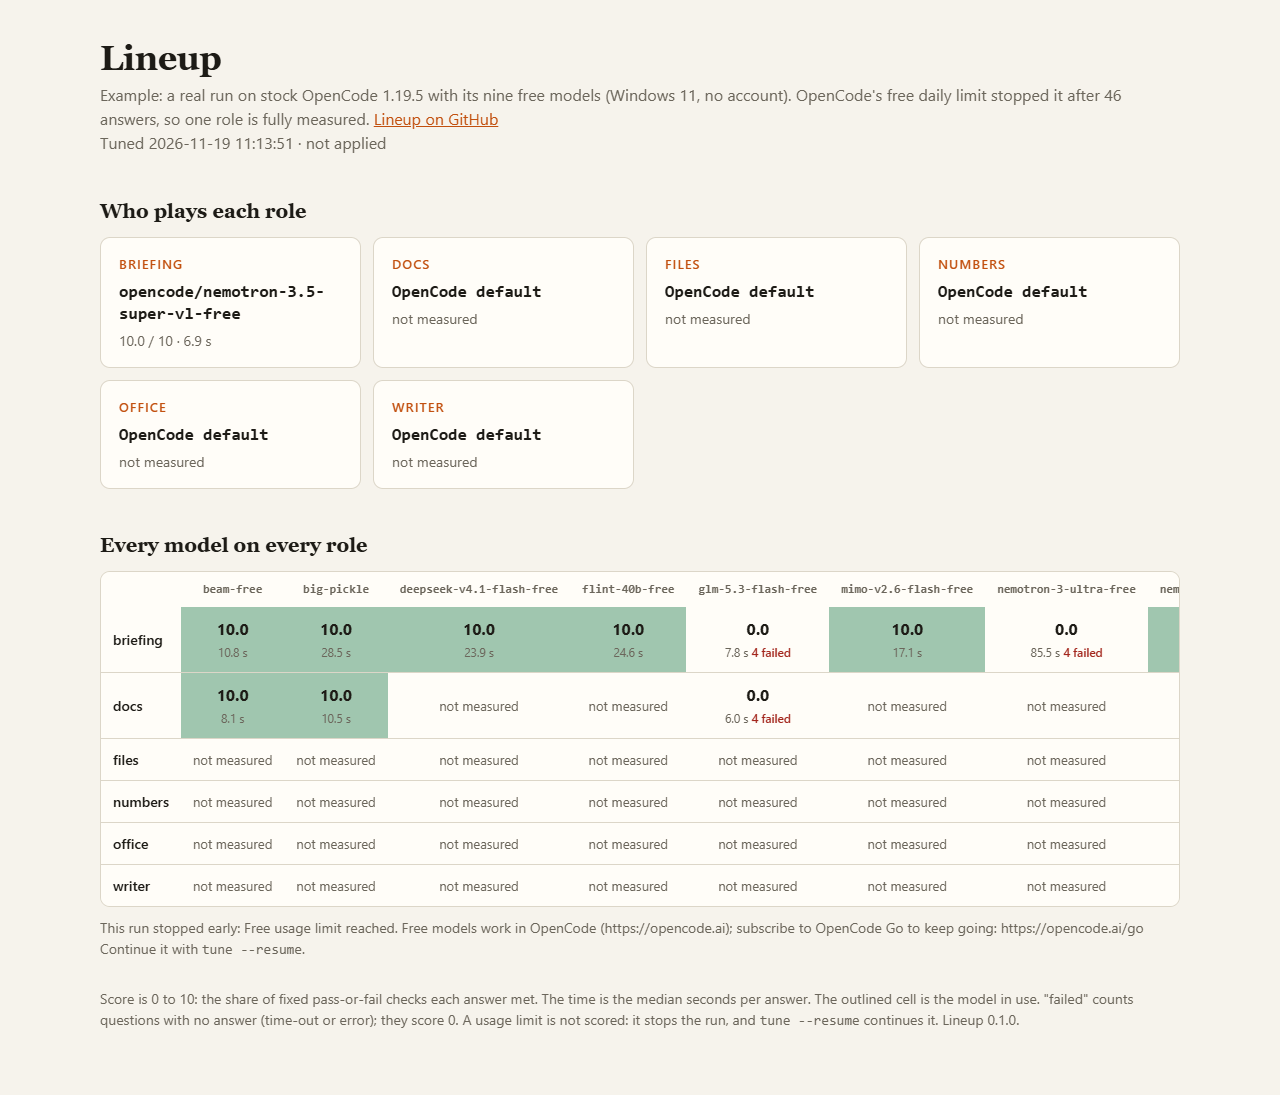 Lineup
Example: a real run on stock OpenCode 1.19.5 with its nine free models (Windows 11, no account). OpenCode's free daily limit stopped it after 46
answers, so one role is fully measured. Lineup on GitHub
Tuned 2026-11-19 11:13:51 · not applied
Who plays each role
BRIEFING
opencode/nemotron-3.5-
super-vl-free
10.0 / 10 · 6.9 s
DOCS
OpenCode default
not measured
FILES
OpenCode default
not measured
NUMBERS
OpenCode default
not measured
OFFICE
OpenCode default
not measured
WRITER
OpenCode default
not measured
Every model on every role
beam-free big-pickle deepseek-v4.1-flash-free flint-40b-free glm-5.3-flash-free mimo-v2.6-flash-free nemotron-3-ultra-free nem
briefing 10.0 10.0 10.0 10.0 0.0 10.0 0.0
10.8 s 28.5 s 23.9 s 24.6 s 7.8 s 4 failed 17.1 s 85.5 s 4 failed
docs 10.0 10.0 not measured not measured 0.0 not measured not measured
8.1 s 10.5 s 6.0 s 4 failed
files not measured not measured not measured not measured not measured not measured not measured
numbers not measured not measured not measured not measured not measured not measured not measured
office not measured not measured not measured not measured not measured not measured not measured
writer not measured not measured not measured not measured not measured not measured not measured
This run stopped early: Free usage limit reached. Free models work in OpenCode (https://opencode.ai); subscribe to OpenCode Go to keep going: https://opencode.ai/go
Continue it with tune --resume.
Score is 0 to 10: the share of fixed pass-or-fail checks each answer met. The time is the median seconds per answer. The outlined cell is the model in use. "failed" counts
questions with no answer (time-out or error); they score 0. A usage limit is not scored: it stops the run, and tune --resume continues it. Lineup 0.1.0.